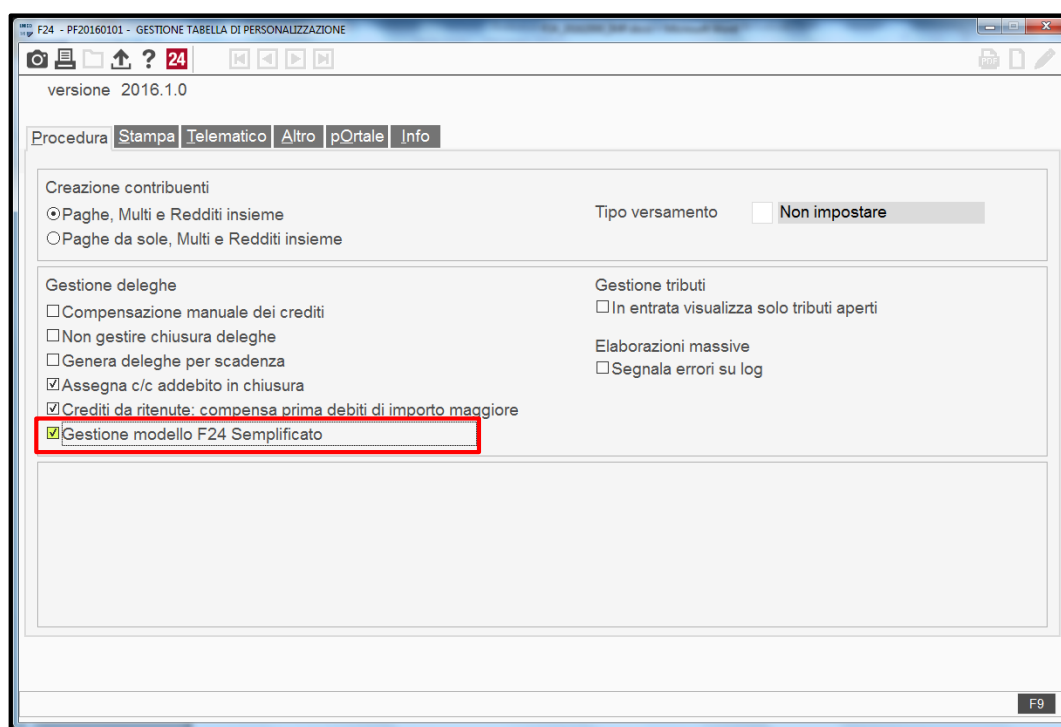 F24 - PF20160101 - GESTIONE TABELLA DI PERSONALIZZAZIONE
? 24
PDF
versione 2016.1.0
Procedura Stampa Telematico Altro pOrtale Info
Creazione contribuenti
Paghe, Multi e Redditi insieme
Tipo versamento Non impostare
Paghe da sole, Multi e Redditi insieme
Gestione deleghe
Gestione tributi
Compensazione manuale dei crediti
In entrata visualizza solo tributi aperti
Non gestire chiusura deleghe
Elaborazioni massive
Genera deleghe per scadenza
Segnala errori su log
Assegna c/c addebito in chiusura
Crediti da ritenute: compensa prima debiti di importo maggiore
Gestione modello F24 Semplificato
F9